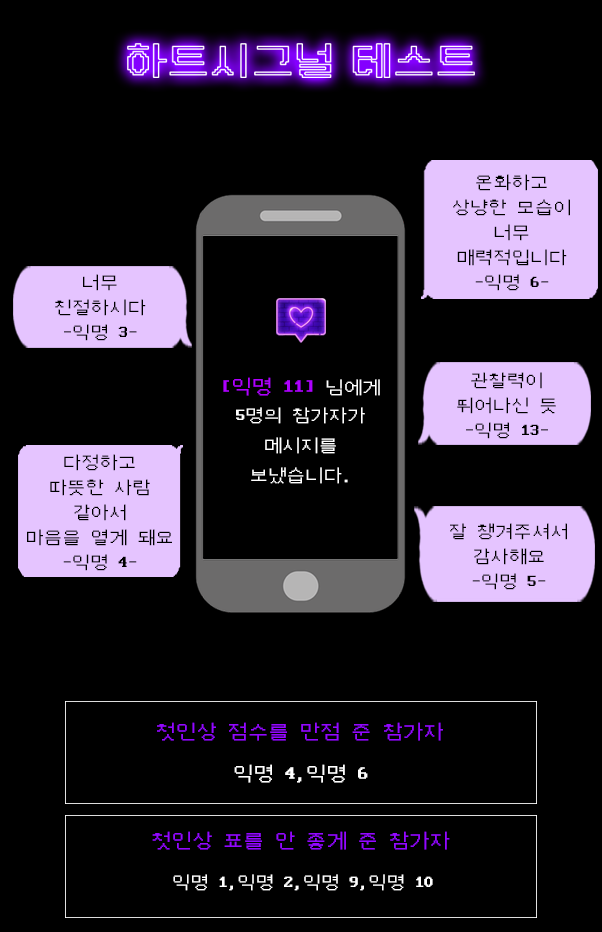 하트시그널 테스트
너무
친절하시다
-익명 3-
다정하고
따뜻한 사람
같아서
마음을 열게 돼요
-익명 4-
[익명 11] 님에게
5명의 참가자가
메시지를
보냈습니다.
온화하고
상냥한 모습이
너무
매력적입니다
-익명 6-
관찰력이
뛰어나신 듯
-익명 13-
잘 챙겨주셔서
감사해요
-익명 5-
첫인상 점수를 만점 준 참가자
익명 4,익명 6
첫인상 표를 안 좋게 준 참가자
익명 1,익명 2,익명 9,익명 10